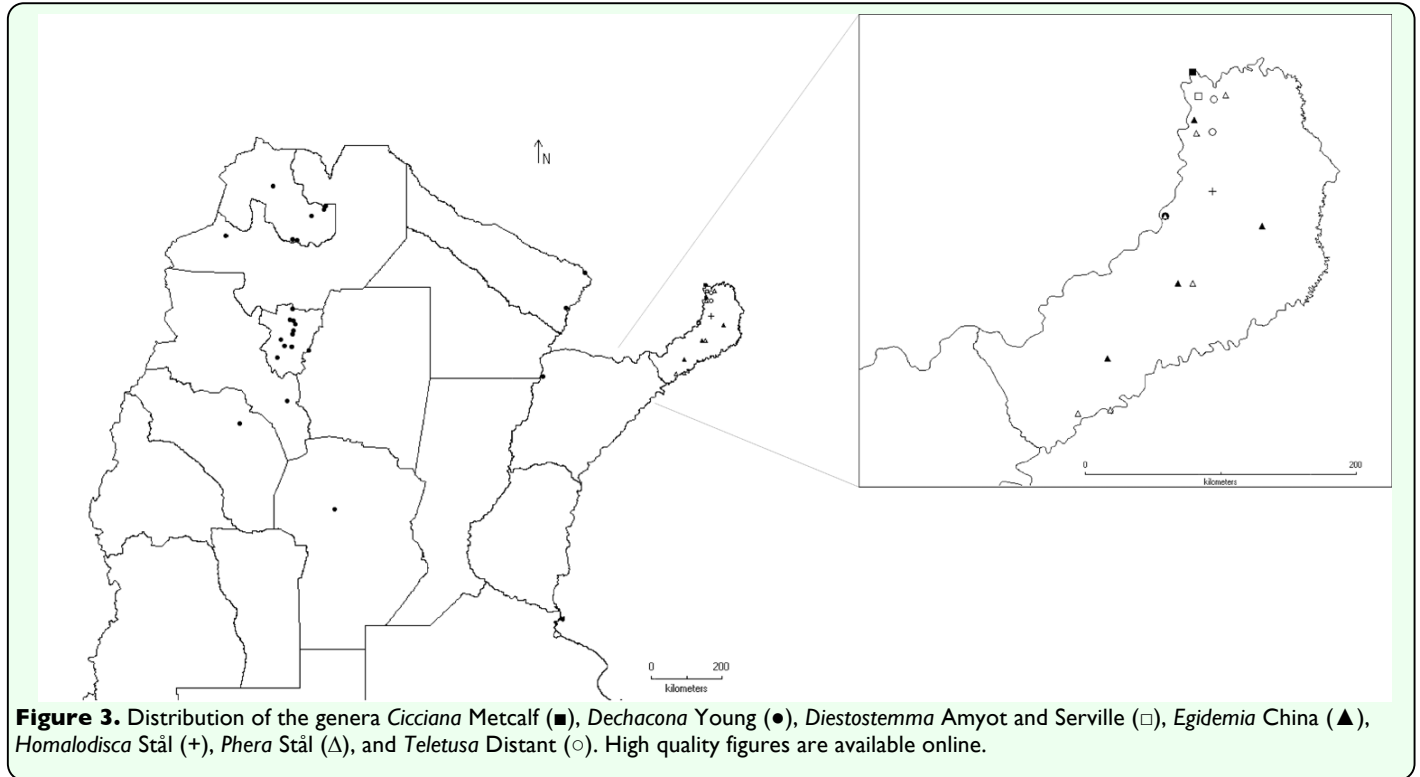 N
0 200
kilometers
0 200
kilometers
Figure 3. Distribution of the genera Cicciana Metcalf (■), Dechacona Young (●), Diestostemma Amyot and Serville (□), Egidemia China (▲),
Homalodisca Stål (+), Phera Stål (Δ), and Teletusa Distant (○). High quality figures are available online.